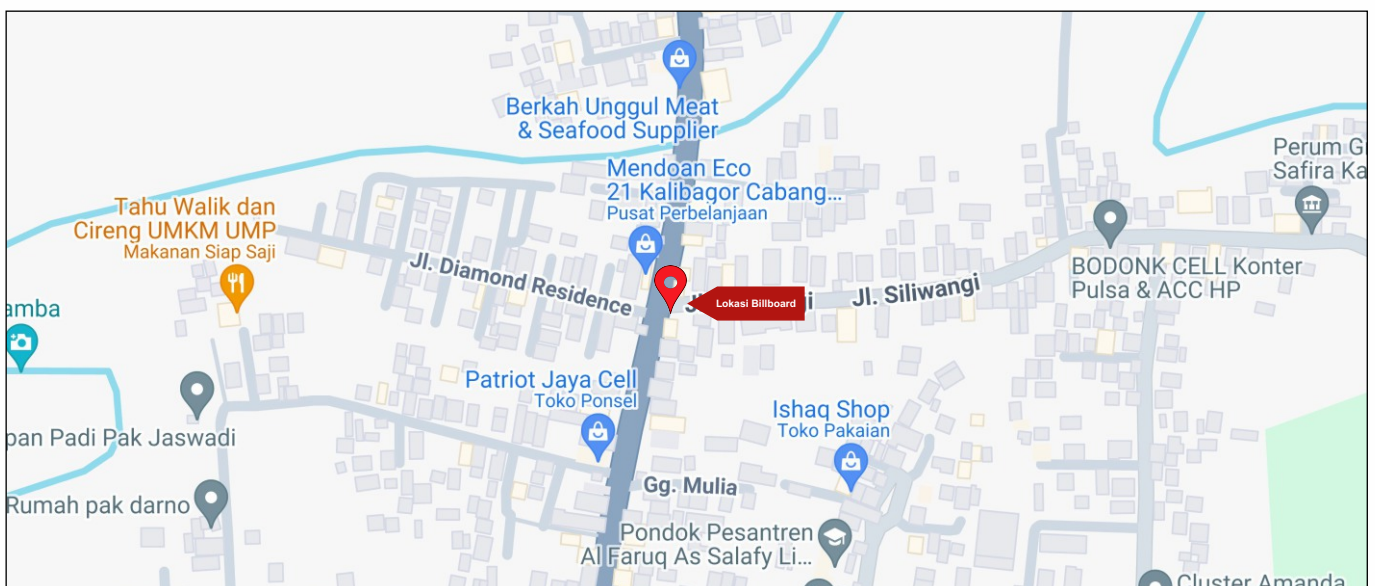 Berkah Unggul Meat
& Seafood Supplier
Mendoan Eco
21 Kalibagor Cabang...
Pusat Perbelanjaan
Perum G
Safira Ka
Tahu Walik dan
Cireng UMKM UMP
Makanan Siap Saji
Jl. Diamond Residence
Lokasi Billboard
Jl. Siliwangi
BODONK CELL Konter
Pulsa & ACC HP
amba
Patriot Jaya Cell
Toko Ponsel
Ishaq Shop
Toko Pakaian
pan Padi Pak Jaswadi
Rumah pak darno
Gg. Mulia
Pondok Pesantren
Al Faruq As Salafy Li...
Cluster Amanda